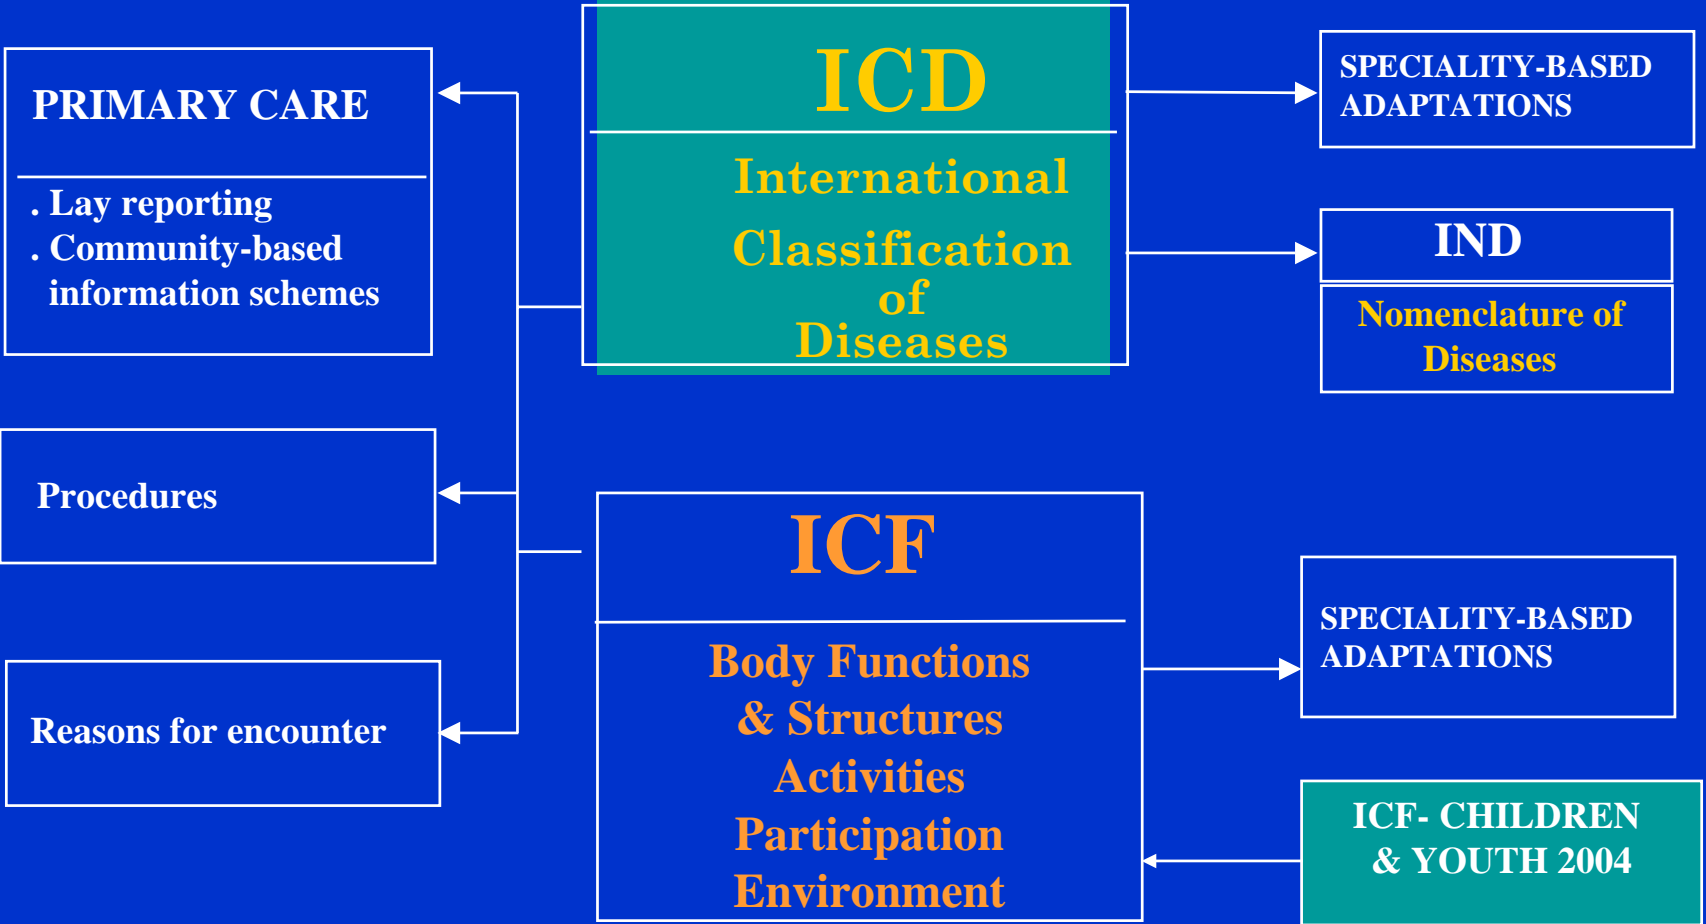 PRIMARY CARE
. Lay reporting
. Community-based
information schemes
Procedures
Reasons for encounter
ICD
International
Classification
of
Diseases
ICF
Body Functions
& Structures
Activities
Participation
Environment
SPECIALITY-BASED
ADAPTATIONS
IND
Nomenclature of
Diseases
SPECIALITY-BASED
ADAPTATIONS
ICF- CHILDREN
& YOUTH 2004